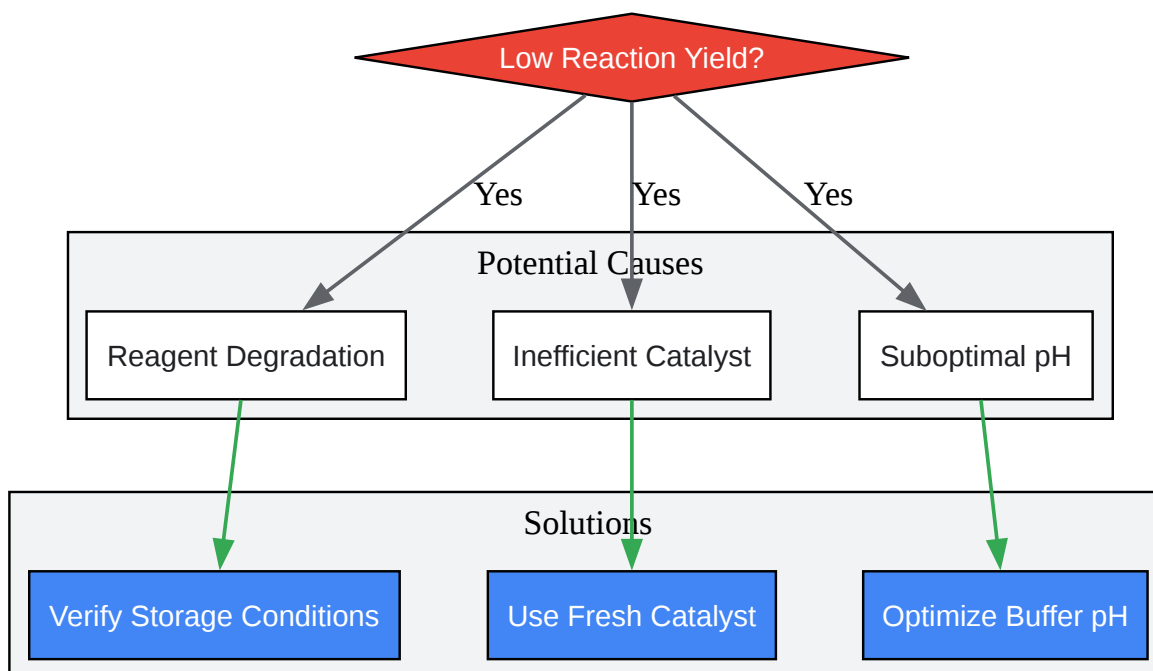 Low Reaction Yield?
Yes
Yes
Yes
Potential Causes
Reagent Degradation
Inefficient Catalyst
Suboptimal pH
Solutions
Verify Storage Conditions
Use Fresh Catalyst
Optimize Buffer pH